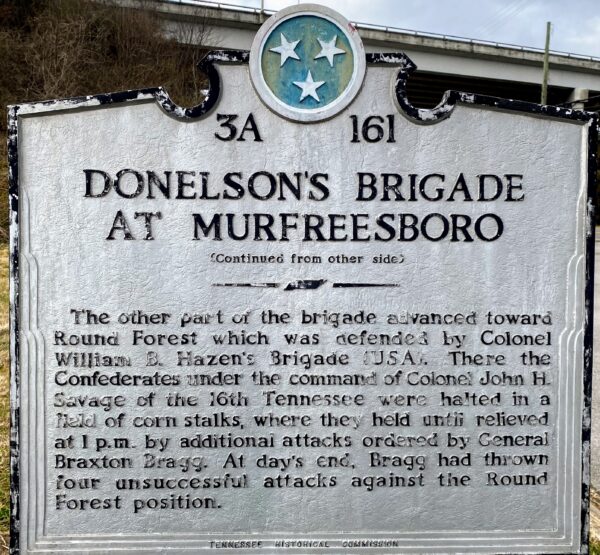 3A 161
DONELSON'S BRIGADE
AT MURFREESBORO
(Continued from other side)
The other part of the brigade advanced toward
Round Forest which was defended by Colonel
William B. Hazen's Brigade (USA). There the
Confederates under the command of Colonel John H.
Savage of the 16th Tennessee were halted in a
field of corn stalks, where they held until relieved
at 1 p.m. by additional attacks ordered by General
Braxton Bragg. At day's end, Bragg had thrown
four unsuccessful attacks against the Round
Forest position.
TENNESSEE HISTORICAL COMMISSION